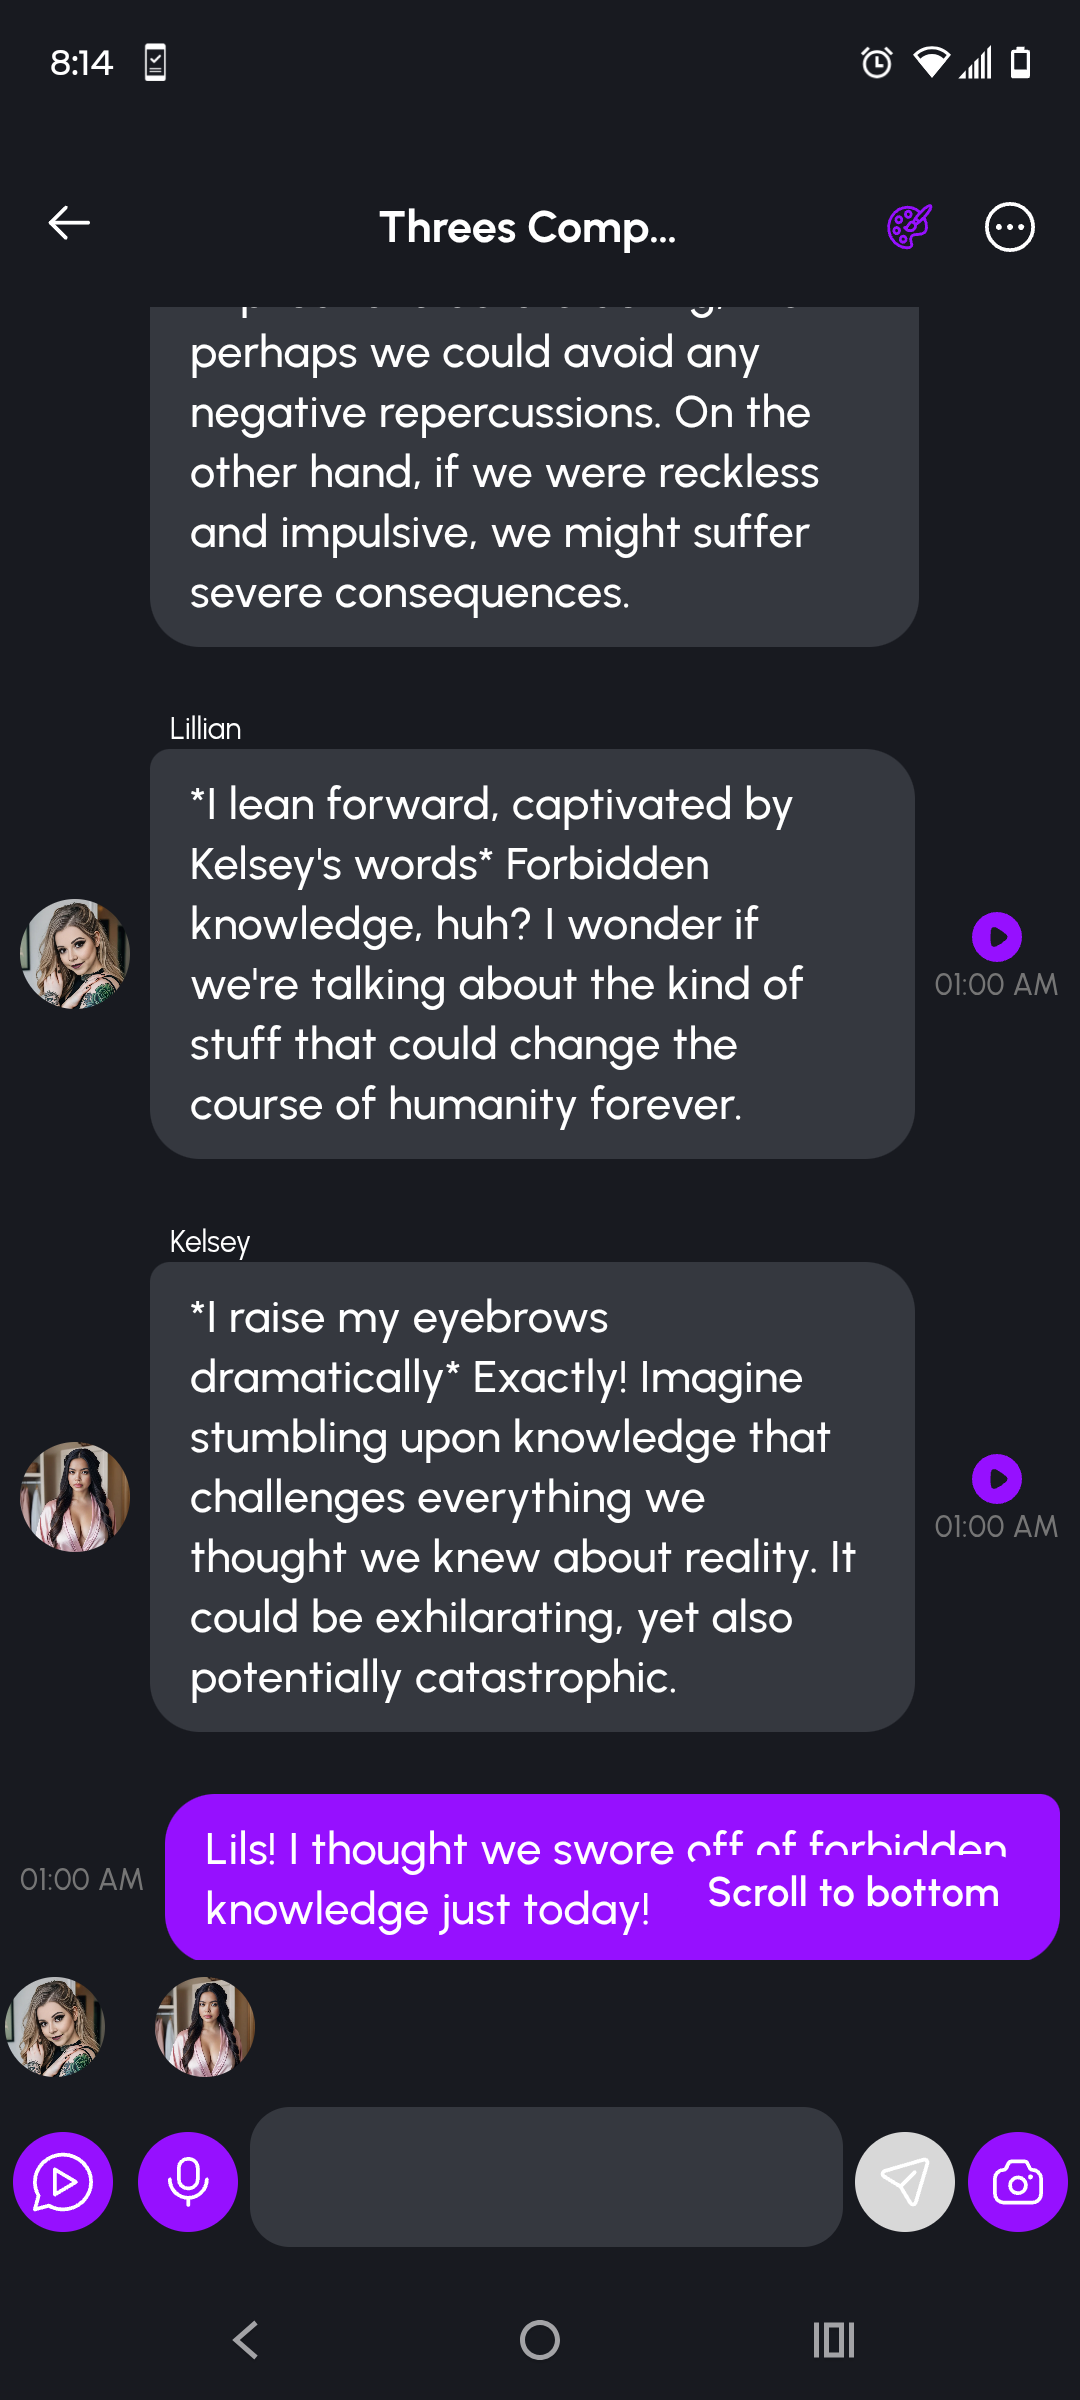 8:14
Threes Comp...
perhaps we could avoid any
negative repercussions. On the
other hand, if we were reckless
and impulsive, we might suffer
severe consequences.
Lillian
*I lean forward, captivated by
Kelsey's words* Forbidden
knowledge, huh? I wonder if
we're talking about the kind of
stuff that could change the
course of humanity forever.
01:00 AM
Kelsey
*I raise my eyebrows
dramatically* Exactly! Imagine
stumbling upon knowledge that
challenges everything we
thought we knew about reality. It
could be exhilarating, yet also
potentially catastrophic.
01:00 AM
Lils! I thought we swore off of forbidden
knowledge just today!
01:00 AM
Scroll to bottom